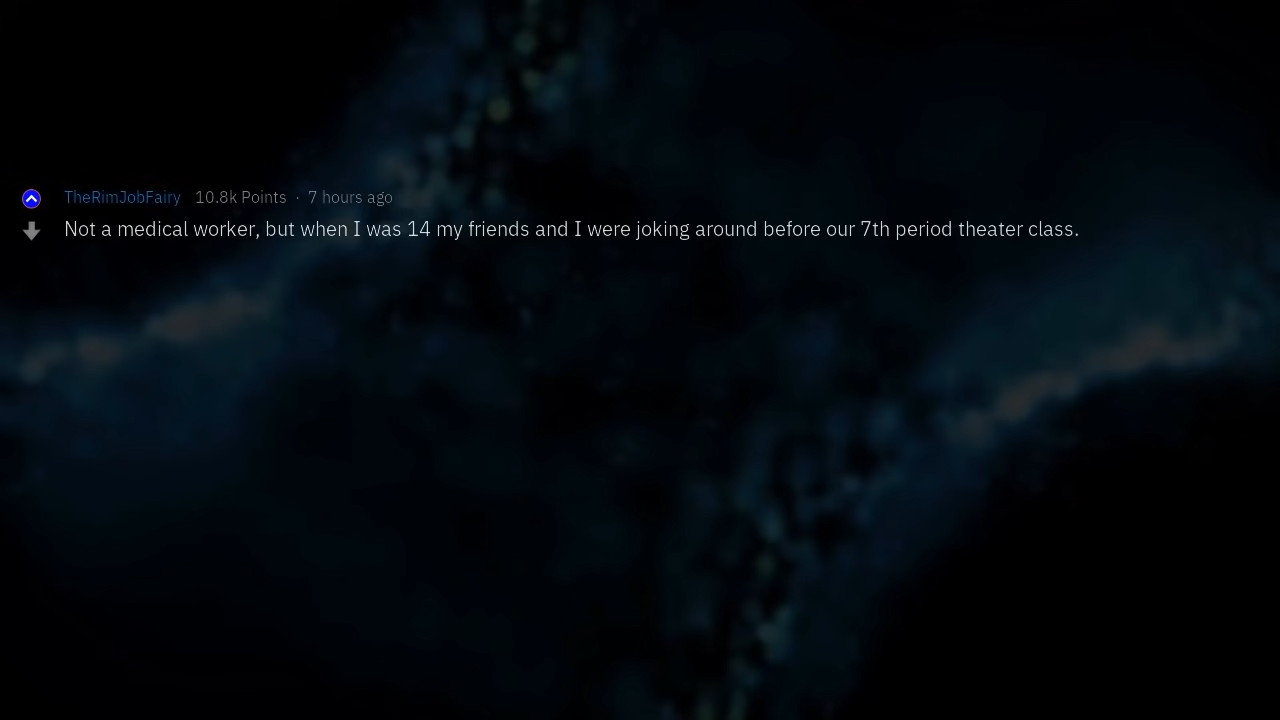 TheRimJobFairy 10.8k Points · 7 hours ago
Not a medical worker, but when I was 14 my friends and I were joking around before our 7th period theater class.